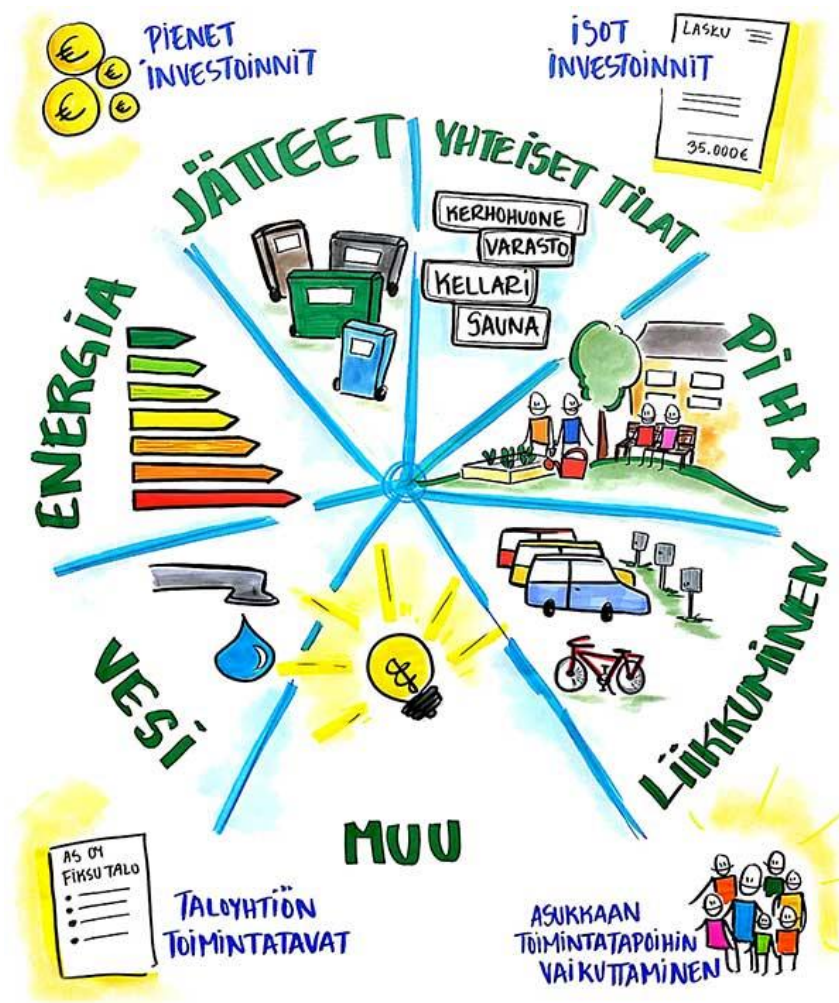 PIENET
INVESTOINNIT
ISOT
INVESTOINNIT
LASKU
35.000€
JÄTTEET
YHTEISET TILAT
KERHOHUONE
VARASTO
KELLARI
SAUNA
ENERGIA
PIHA
VESI
LIIKKUMINEN
MUU
AS OY
FIKSU TALO
TALOYHTIÖN
TOIMINTATAVAT
ASUKKAAN
TOIMINTATAPOIHIN
VAIKUTTAMINEN